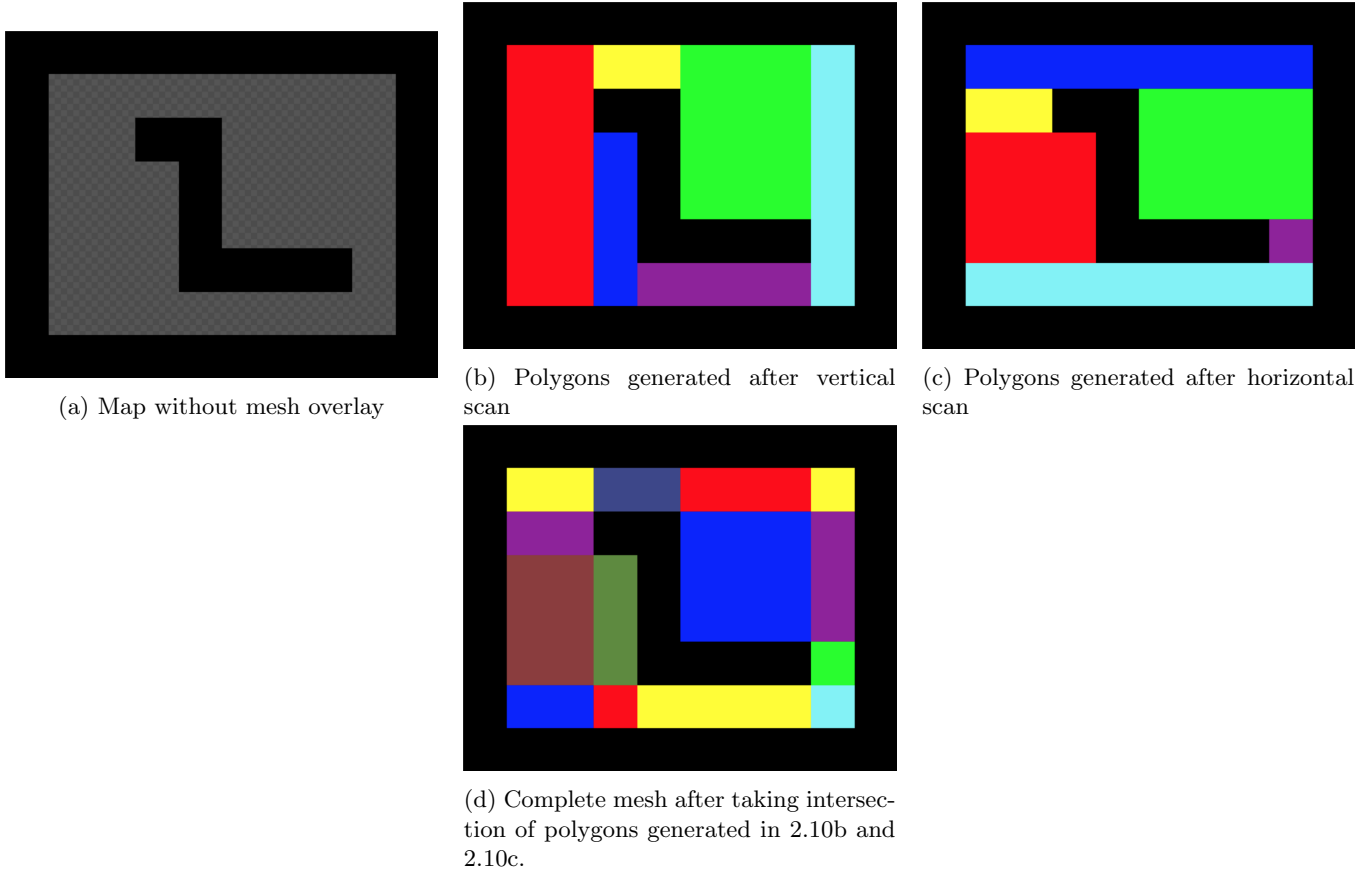 (a) Map without mesh overlay
(b) Polygons generated after vertical
scan
(c) Polygons generated after horizontal
scan
(d) Complete mesh after taking intersec-
tion of polygons generated in 2.10b and
2.10c.